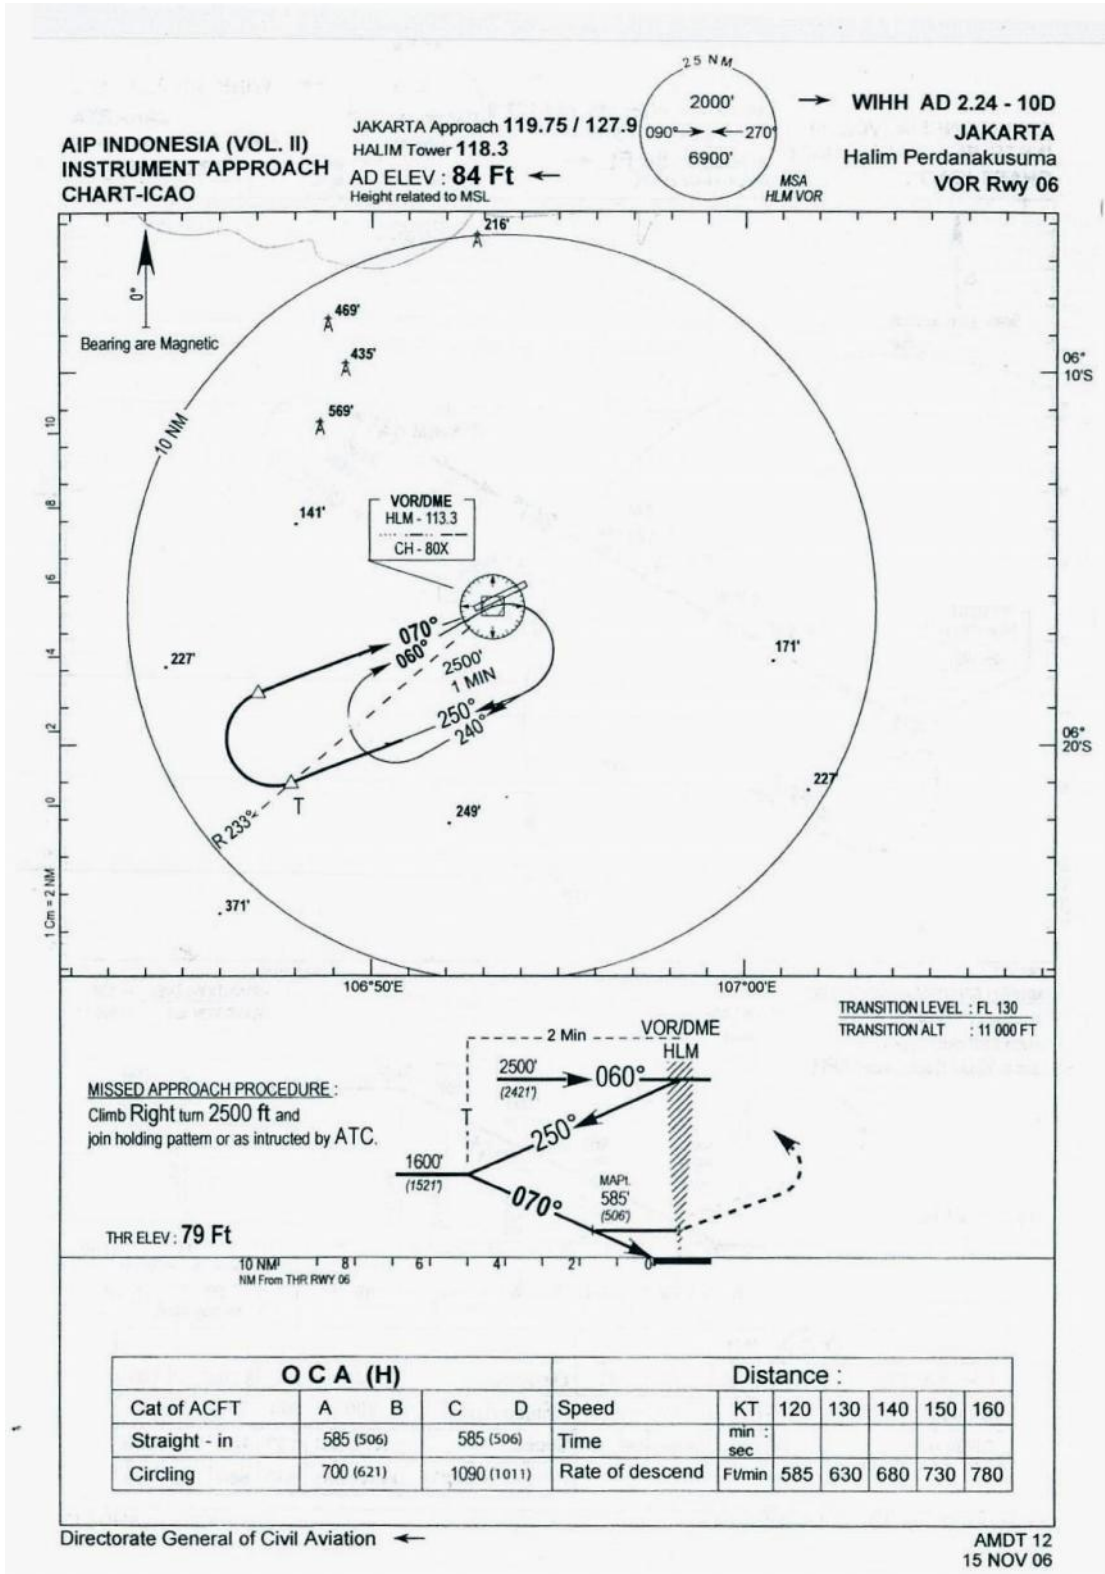 25 NM
2000'
090° 270°
6900'
MSA
HLM VOR
WIHH AD 2.24 - 10D
JAKARTA
Halim Perdanakusuma
VOR Rwy 06
JAKARTA Approach 119.75 / 127.9
HALIM Tower 118.3
AD ELEV : 84 Ft
Height related to MSL
AIP INDONESIA (VOL. II)
INSTRUMENT APPROACH
CHART-ICAO
216'
0°
Bearing are Magnetic
469'
435'
569'
06°
10'S
10 NM
VOR/DME
HLM - 113.3
CH - 80X
141'
070°
060°
2500'
1 MIN
250°
240°
227'
171'
06°
20'S
227'
T
R 233°
249'
371'
1 Cm = 2 NM
0
2
4
6
8
10
106°50'E
107°00'E
TRANSITION LEVEL : FL 130
TRANSITION ALT : 11 000 FT
2 Min
VOR/DME
HLM
2500'
(2421')
060°
MISSED APPROACH PROCEDURE :
Climb Right turn 2500 ft and
join holding pattern or as intructed by ATC.
T
250°
1600'
(1521')
070°
MAPt.
585'
(506')
THR ELEV : 79 Ft
10 NM 8 6 4 2 0
NM From THR RWY 06
O C A (H) Distance :
Cat of ACFT A B C D Speed KT 120 130 140 150 160
Straight - in 585 (506) 585 (506) Time min : sec
Circling 700 (621) 1090 (1011) Rate of descend Ft/min 585 630 680 730 780
Directorate General of Civil Aviation
AMDT 12
15 NOV 06